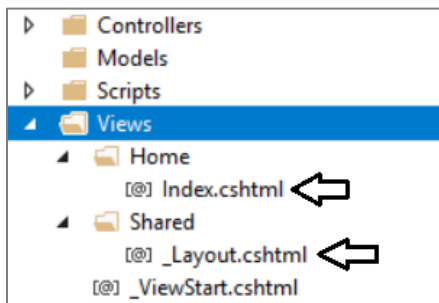 Controllers
Models
Scripts
Views
Home
[@] Index.cshtml
Shared
[@] _Layout.cshtml
[@] _ViewStart.cshtml